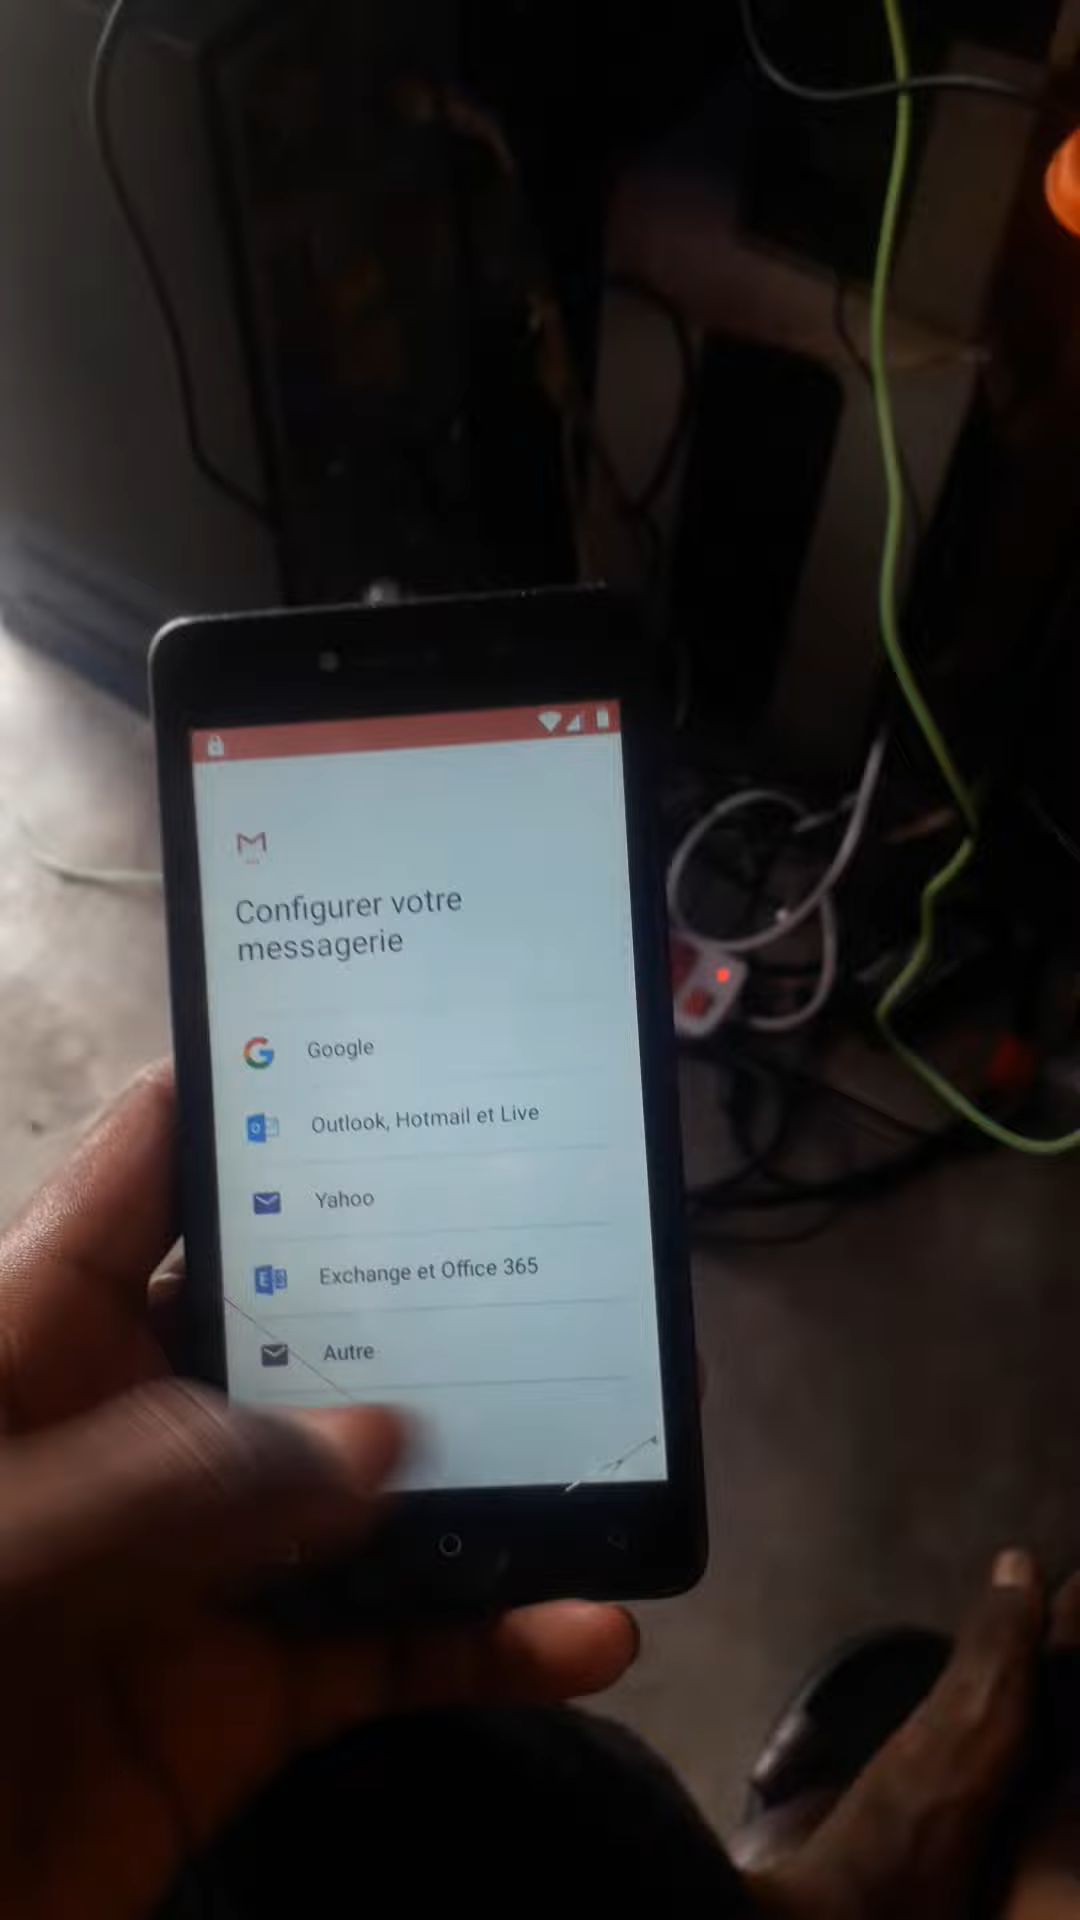 Configurer votre
messagerie
Google
Outlook, Hotmail et Live
Yahoo
Exchange et Office 365
Autre